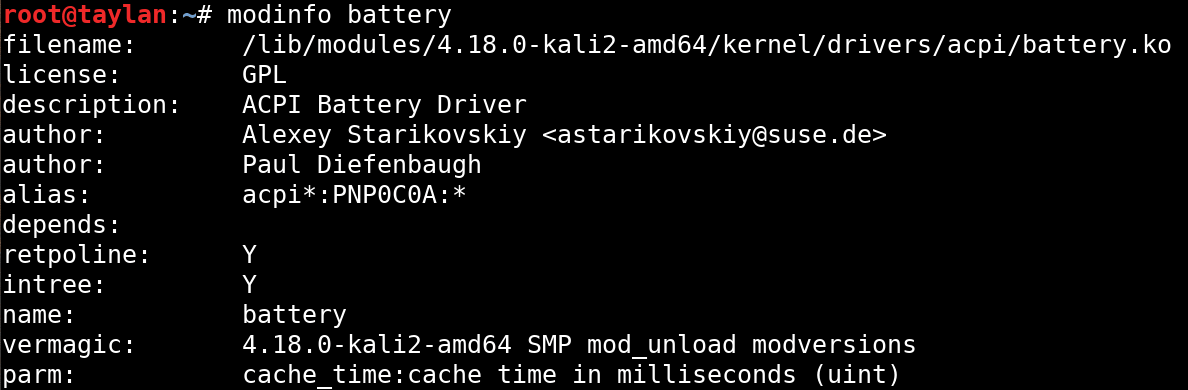 root@taylan:~# modinfo battery
filename:       /lib/modules/4.18.0-kali2-amd64/kernel/drivers/acpi/battery.ko
license:        GPL
description:    ACPI Battery Driver
author:         Alexey Starikovskiy <astarikovskiy@suse.de>
author:         Paul Diefenbaugh
alias:          acpi*:PNP0C0A:*
depends:
retpoline:      Y
intree:         Y
name:           battery
vermagic:       4.18.0-kali2-amd64 SMP mod_unload modversions
parm:           cache_time:cache time in milliseconds (uint)